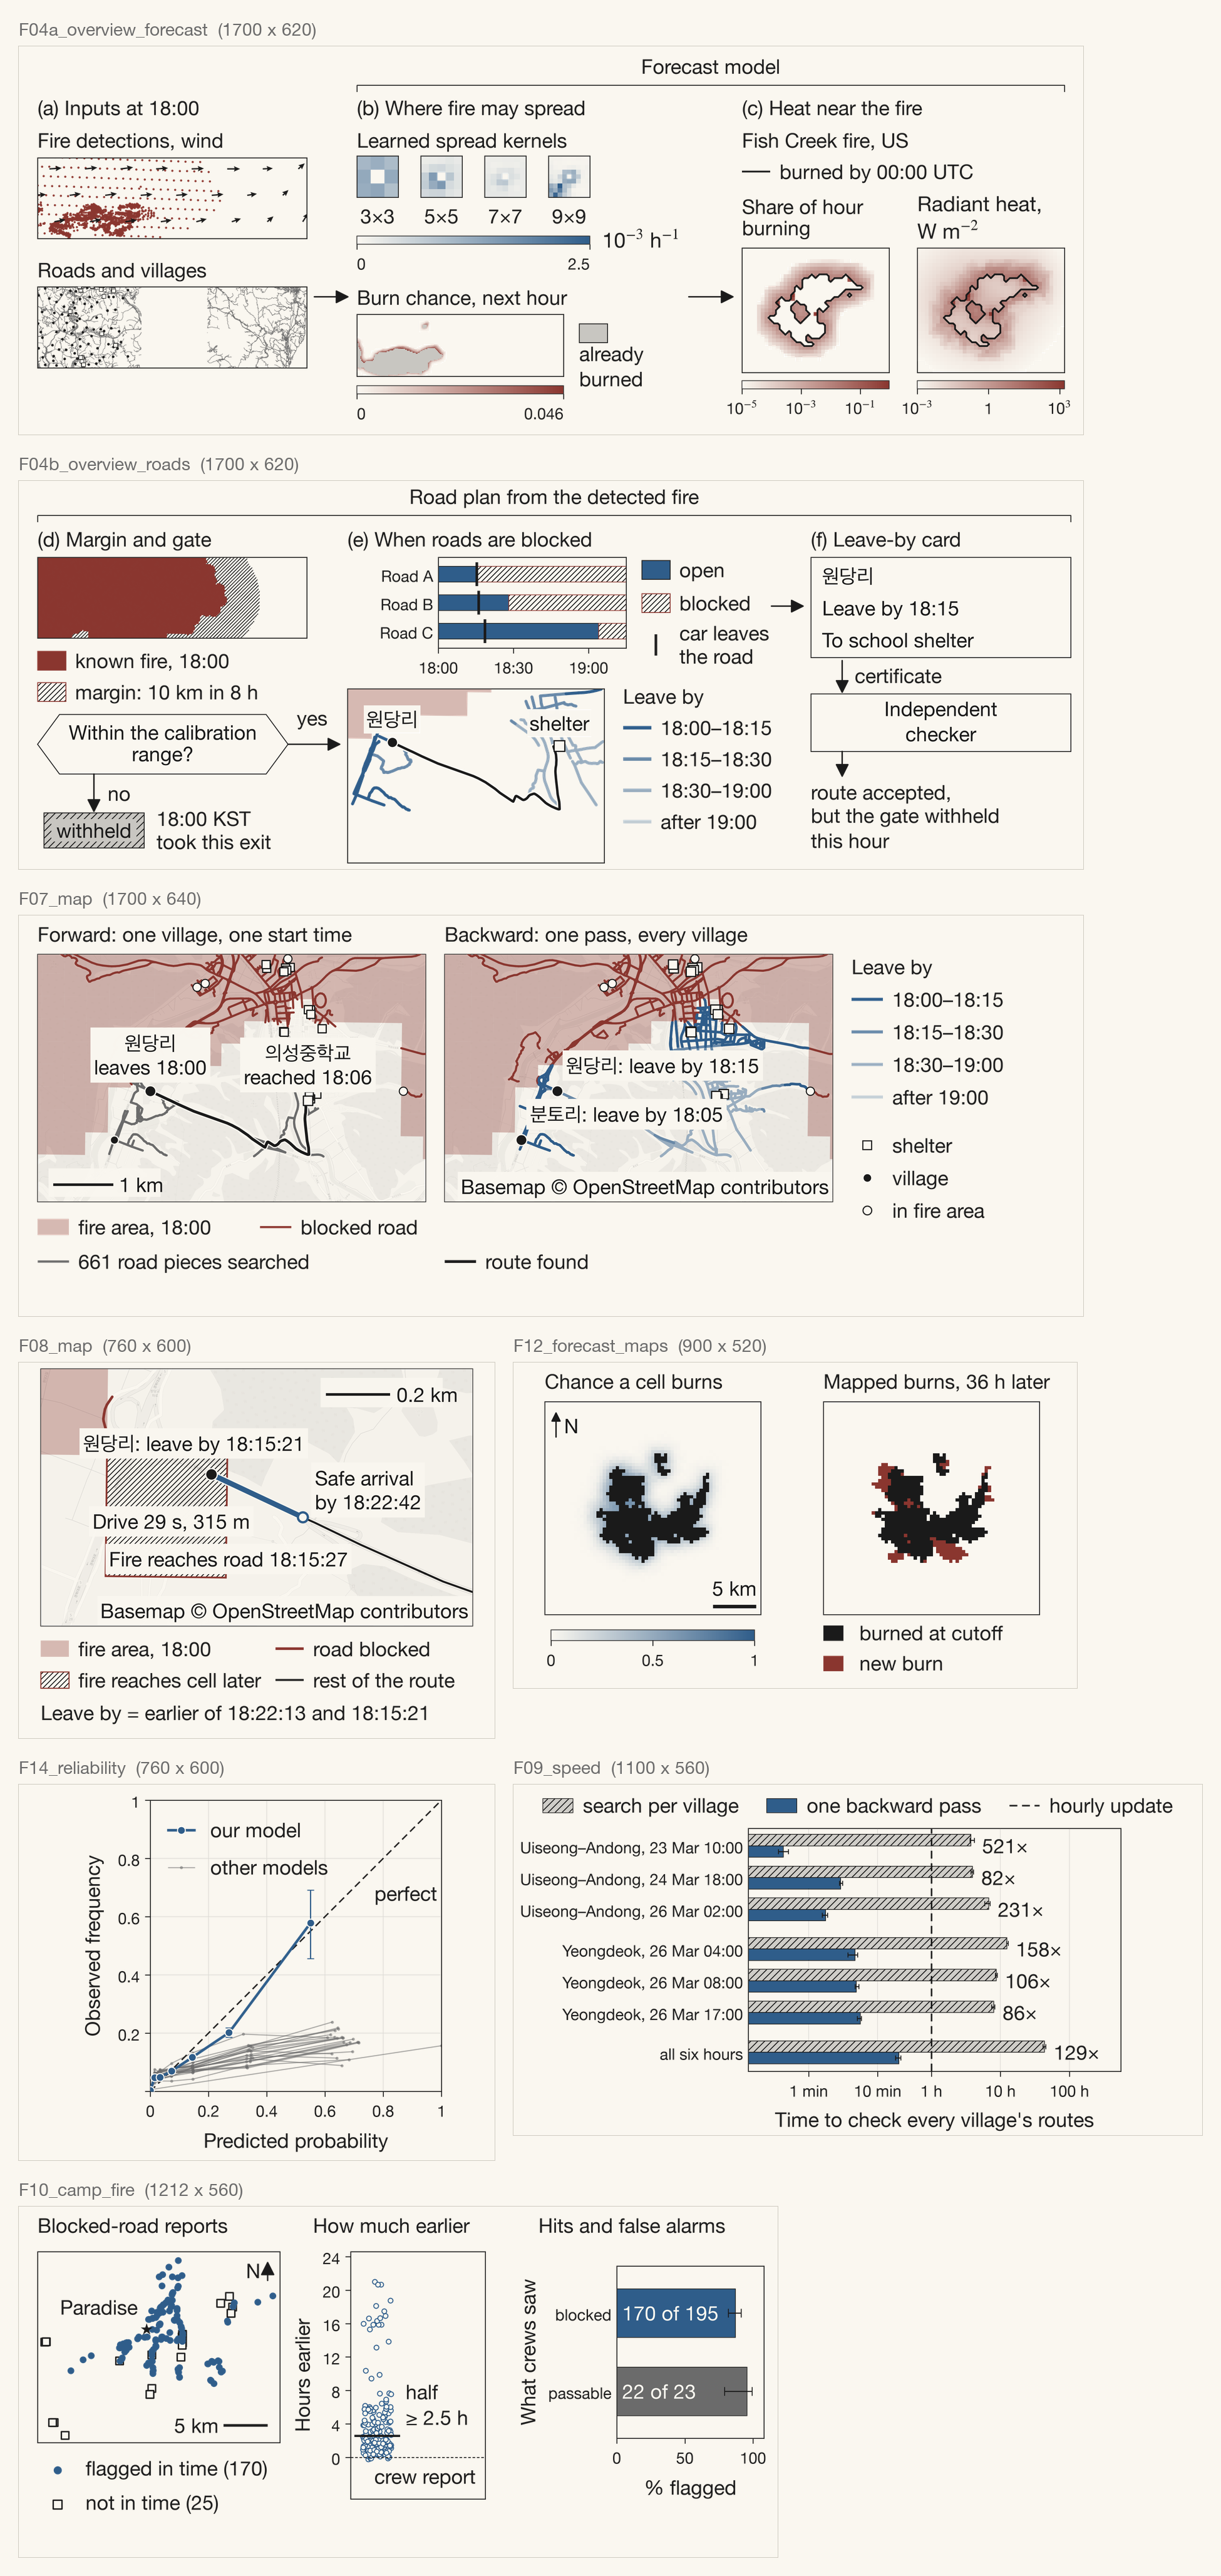 F04a_overview_forecast (1700 x 620)
Forecast model
(a) Inputs at 18:00
Fire detections, wind
Roads and villages
(b) Where fire may spread
Learned spread kernels
3×3 5×5 7×7 9×9
10⁻³ h⁻¹
0 2.5
Burn chance, next hour
already
burned
0 0.046
(c) Heat near the fire
Fish Creek fire, US
burned by 00:00 UTC
Share of hour
burning
Radiant heat,
W m⁻²
10⁻⁵ 10⁻³ 10⁻¹
10⁻³ 1 10³
F04b_overview_roads (1700 x 620)
Road plan from the detected fire
(d) Margin and gate
known fire, 18:00
margin: 10 km in 8 h
Within the calibration
range?
yes
no
withheld
18:00 KST
took this exit
(e) When roads are blocked
Road A
Road B
Road C
18:00 18:30 19:00
open
blocked
car leaves
the road
원당리
shelter
Leave by
18:00–18:15
18:15–18:30
18:30–19:00
after 19:00
(f) Leave-by card
원당리
Leave by 18:15
To school shelter
certificate
Independent
checker
route accepted,
but the gate withheld
this hour
F07_map (1700 x 640)
Forward: one village, one start time
원당리
leaves 18:00
의성중학교
reached 18:06
1 km
Backward: one pass, every village
원당리: leave by 18:15
분토리: leave by 18:05
Basemap © OpenStreetMap contributors
Leave by
18:00–18:15
18:15–18:30
18:30–19:00
after 19:00
shelter
village
in fire area
fire area, 18:00
blocked road
661 road pieces searched
route found
F08_map (760 x 600)
0.2 km
원당리: leave by 18:15:21
Safe arrival
by 18:22:42
Drive 29 s, 315 m
Fire reaches road 18:15:27
Basemap © OpenStreetMap contributors
fire area, 18:00
road blocked
fire reaches cell later
rest of the route
Leave by = earlier of 18:22:13 and 18:15:21
F12_forecast_maps (900 x 520)
Chance a cell burns
N
5 km
0 0.5 1
Mapped burns, 36 h later
burned at cutoff
new burn
F14_reliability (760 x 600)
1
0.8
0.6
0.4
0.2
Observed frequency
our model
other models
perfect
0 0.2 0.4 0.6 0.8 1
Predicted probability
F09_speed (1100 x 560)
search per village
one backward pass
hourly update
Uiseong–Andong, 23 Mar 10:00
521×
Uiseong–Andong, 24 Mar 18:00
82×
Uiseong–Andong, 26 Mar 02:00
231×
Yeongdeok, 26 Mar 04:00
158×
Yeongdeok, 26 Mar 08:00
106×
Yeongdeok, 26 Mar 17:00
86×
all six hours
129×
1 min 10 min 1 h 10 h 100 h
Time to check every village's routes
F10_camp_fire (1212 x 560)
Blocked-road reports
N
Paradise
5 km
flagged in time (170)
not in time (25)
How much earlier
24
20
16
12
8
4
0
Hours earlier
half
≥ 2.5 h
crew report
Hits and false alarms
What crews saw
blocked
170 of 195
passable
22 of 23
0 50 100
% flagged